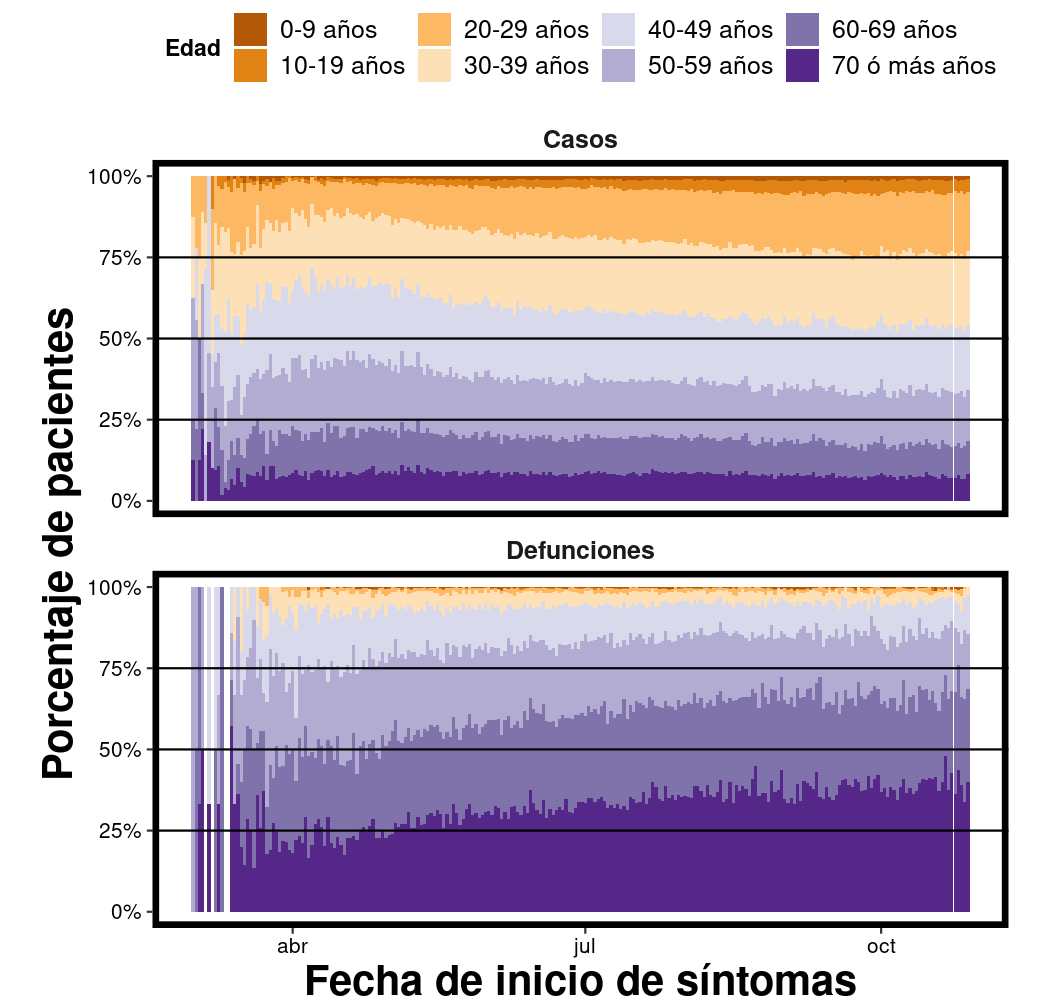 Edad
0-9 años 20-29 años 40-49 años 60-69 años
10-19 años 30-39 años 50-59 años 70 ó más años
Casos
100%
75%
50%
25%
0%
Defunciones
100%
75%
50%
25%
0%
abr jul oct
Fecha de inicio de síntomas
Porcentaje de pacientes